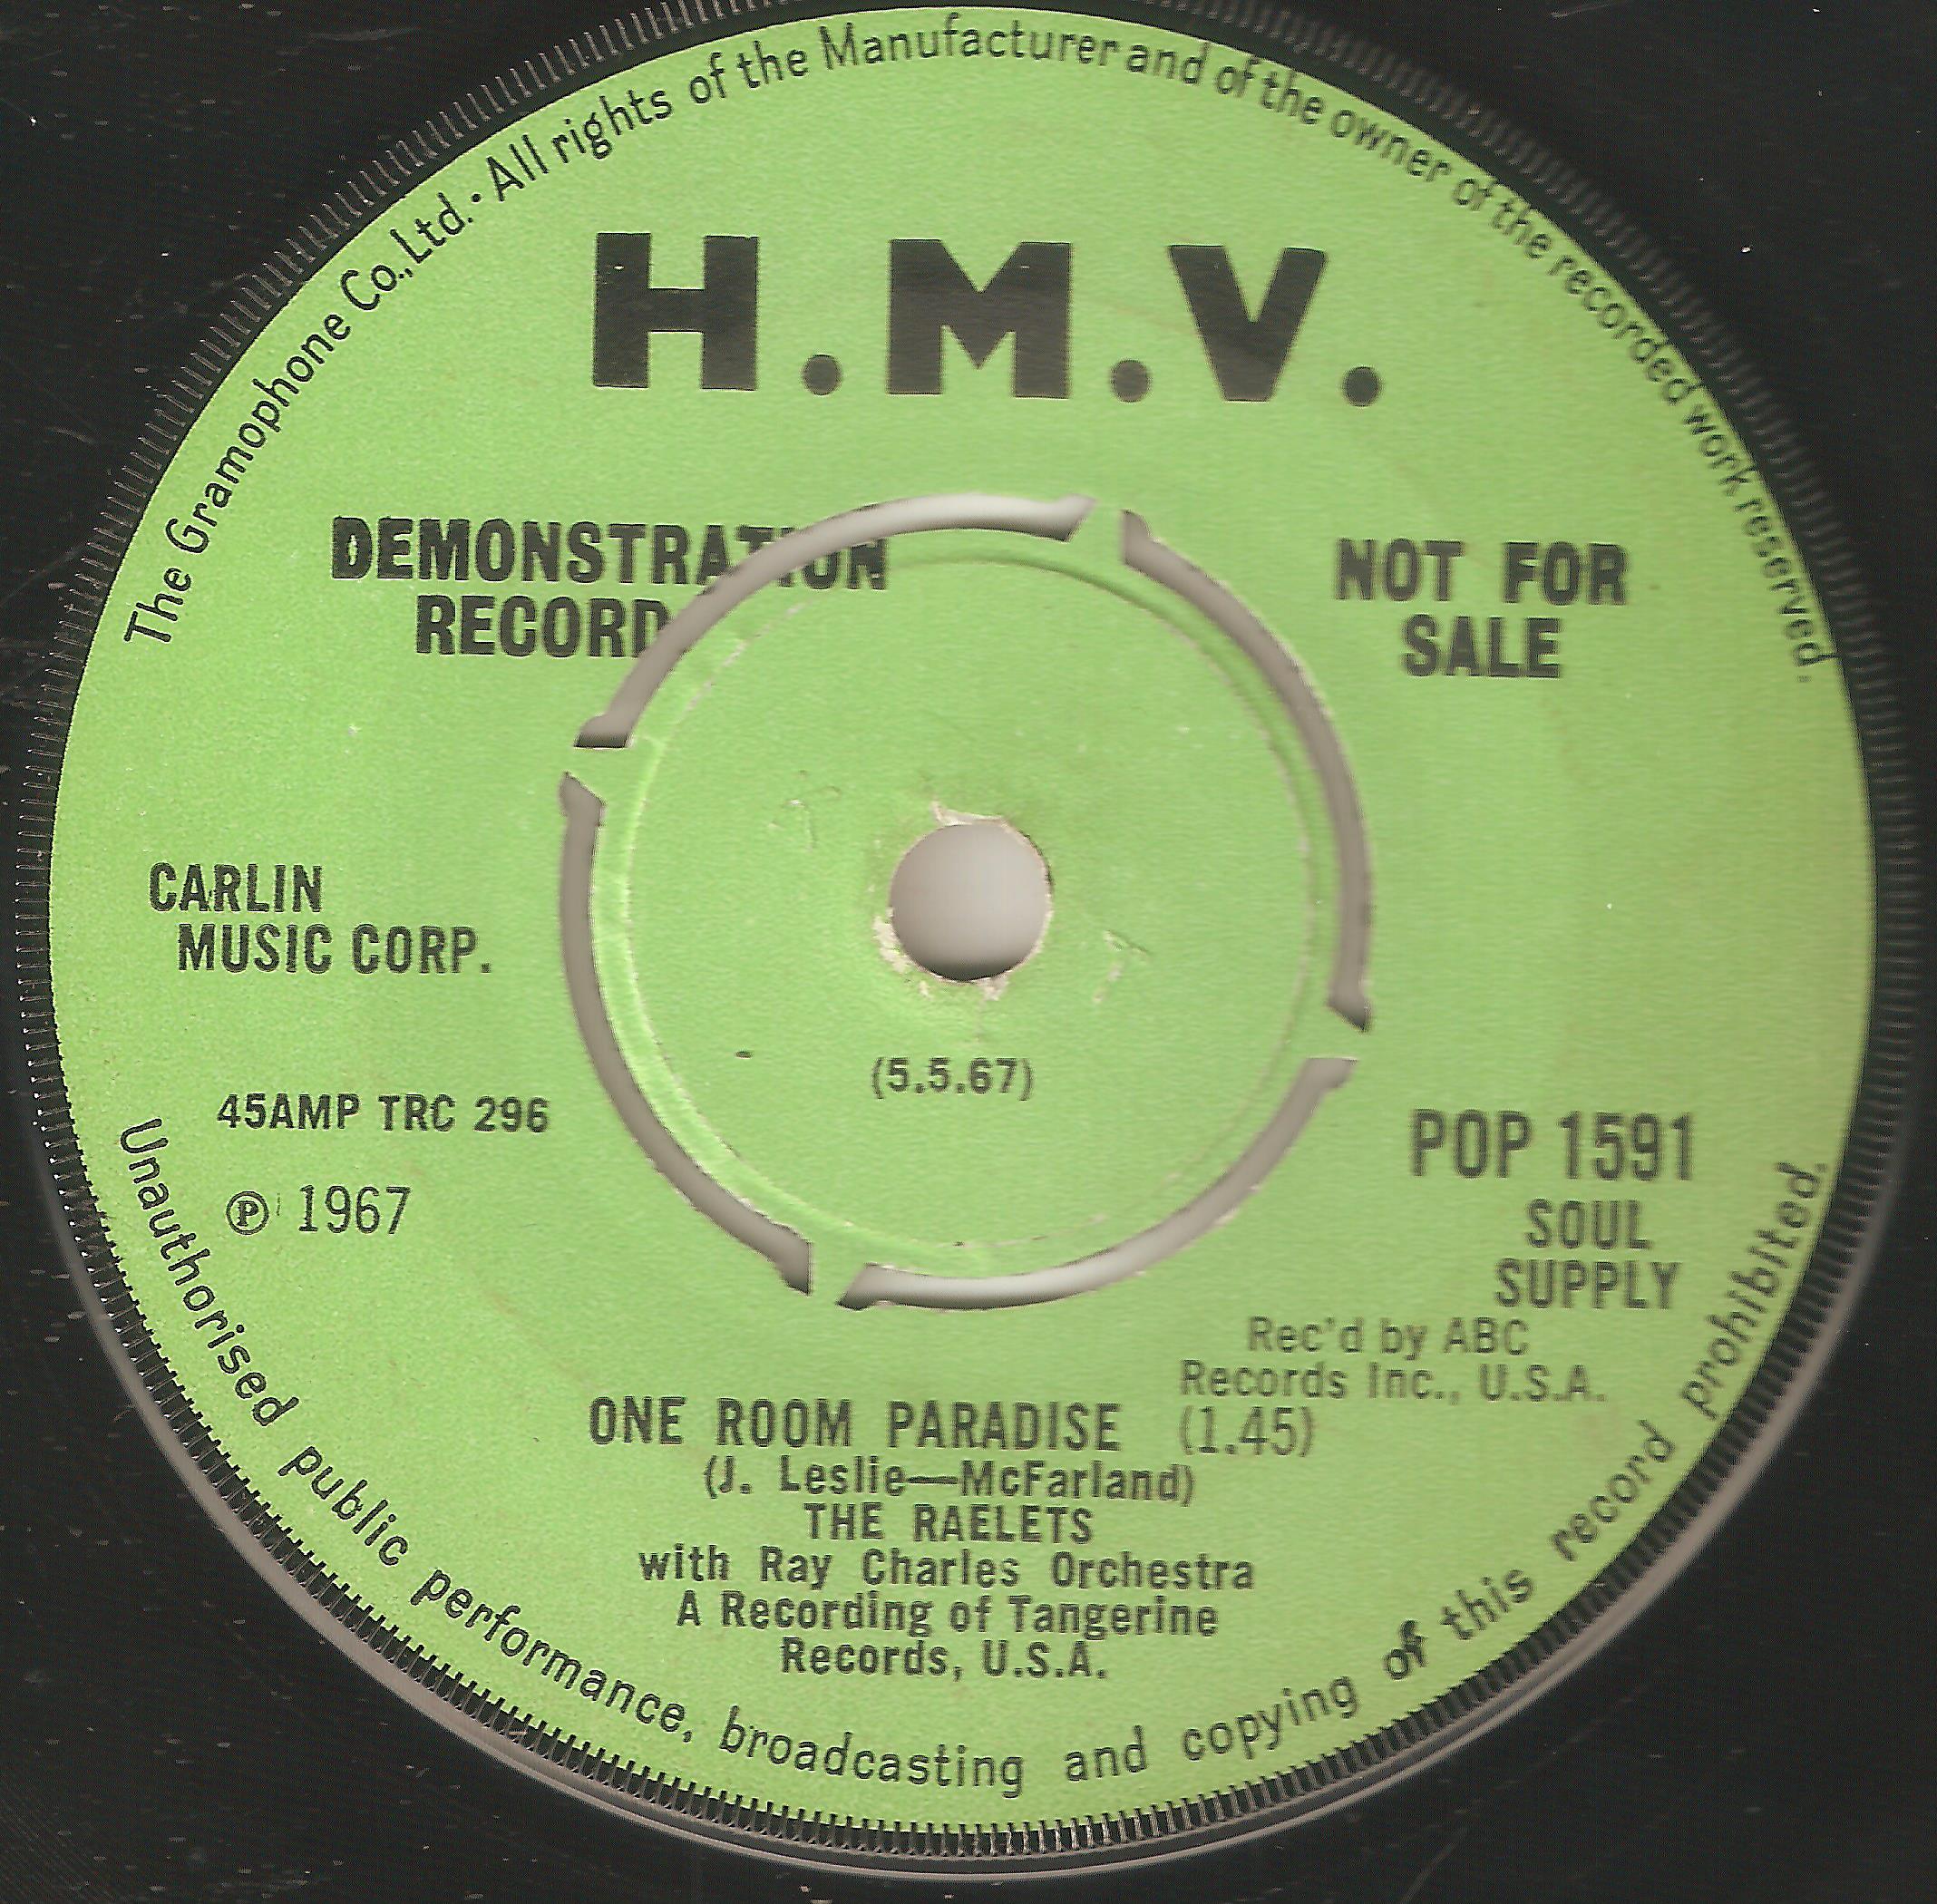 The Gramophone Co., Ltd. · All rights of the Manufacturer and of the owner of the recorded work reserved.
H.M.V.
DEMONSTRATION
RECORD
NOT FOR
SALE
CARLIN
MUSIC CORP.
(5.5.67)
45AMP TRC 296
℗ 1967
POP 1591
SOUL
SUPPLY
Rec'd by ABC
Records Inc., U.S.A.
ONE ROOM PARADISE (1.45)
(J. Leslie—McFarland)
THE RAELETS
with Ray Charles Orchestra
A Recording of Tangerine
Records, U.S.A.
Unauthorised public performance, broadcasting and copying of this record prohibited.